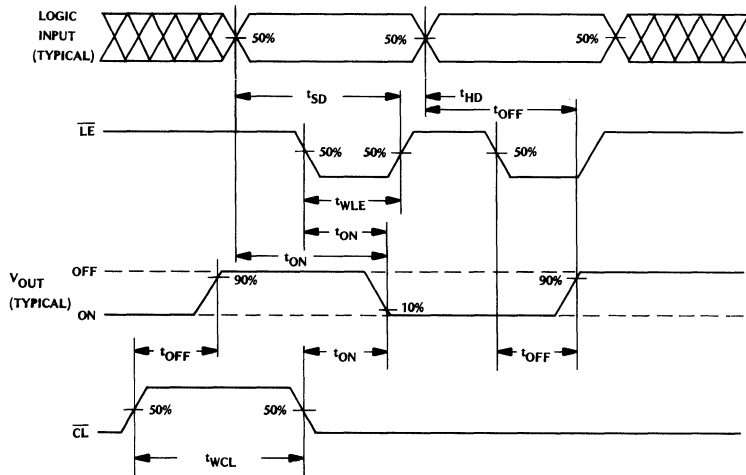 LOGIC
INPUT
(TYPICAL)
50%
50%
50%
tSD
tHD
tOFF
LE
50%
50%
50%
tWLE
tON
tON
VOUT
(TYPICAL)
OFF
ON
90%
10%
90%
tOFF
tON
tOFF
CL
50%
50%
tWCL